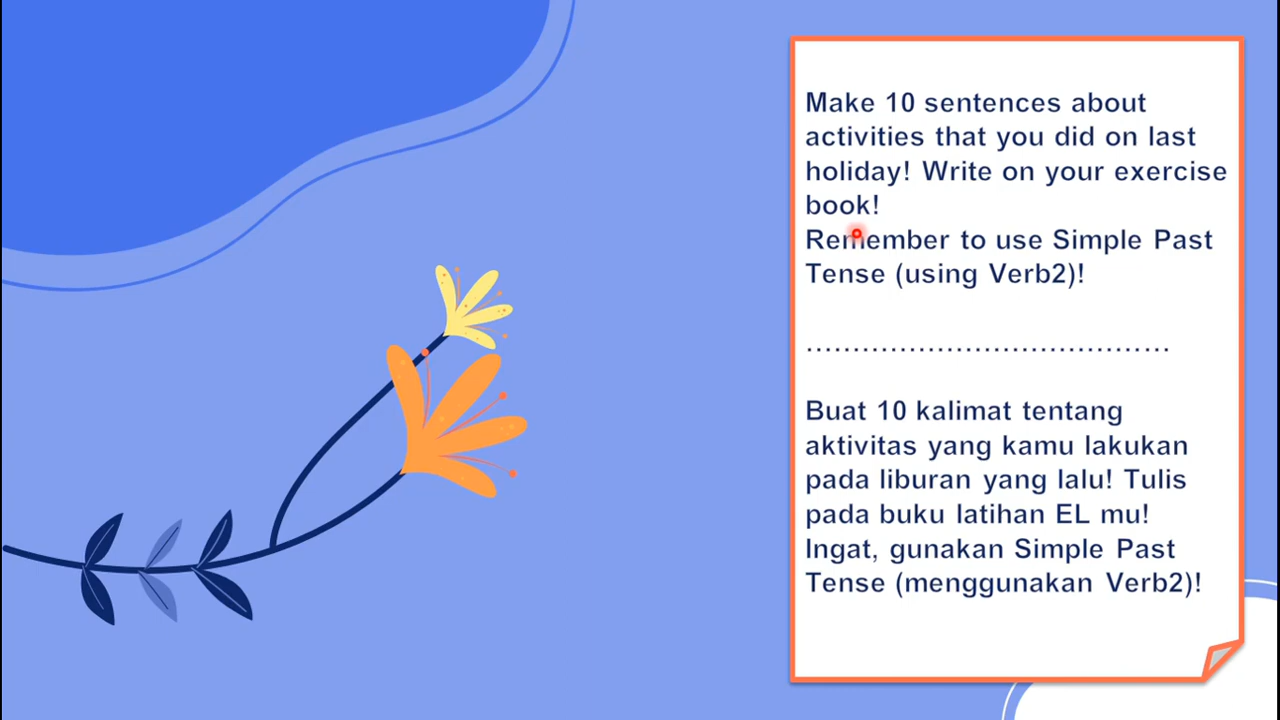 Make 10 sentences about
activities that you did on last
holiday! Write on your exercise
book!
Remember to use Simple Past
Tense (using Verb2)!
.......................................
Buat 10 kalimat tentang
aktivitas yang kamu lakukan
pada liburan yang lalu! Tulis
pada buku latihan EL mu!
Ingat, gunakan Simple Past
Tense (menggunakan Verb2)!